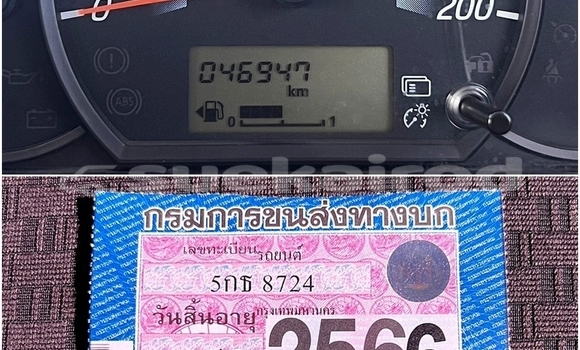 0
200
046947
km
0 1
ABS
กรมการขนส่งทางบก
เลขทะเบียนรถยนต์
5กธ 8724
กรุงเทพมหานคร
วันสิ้นอายุ
2566